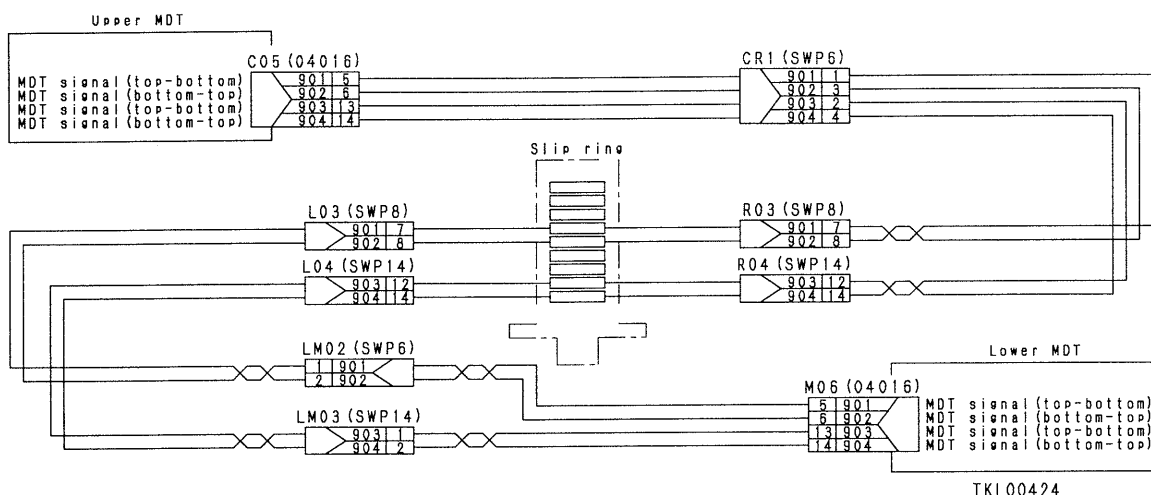 Upper MDT
C05 (04016)
MDT signal(top-bottom) 901 5
MDT signal(bottom-top) 902 6
MDT signal(top-bottom) 903 13
MDT signal(bottom-top) 904 14
CR1 (SWP6)
901 1
902 3
903 2
904 4
Slip ring
L03 (SWP8)
901 7
902 8
R03 (SWP8)
901 7
902 8
L04 (SWP14)
903 12
904 14
R04 (SWP14)
903 12
904 14
LM02 (SWP6)
1 901
2 902
LM03 (SWP14)
903 1
904 2
Lower MDT
M06 (04016)
5 901 MDT signal(top-bottom)
6 902 MDT signal(bottom-top)
13 903 MDT signal(top-bottom)
14 904 MDT signal(bottom-top)
TKL00424